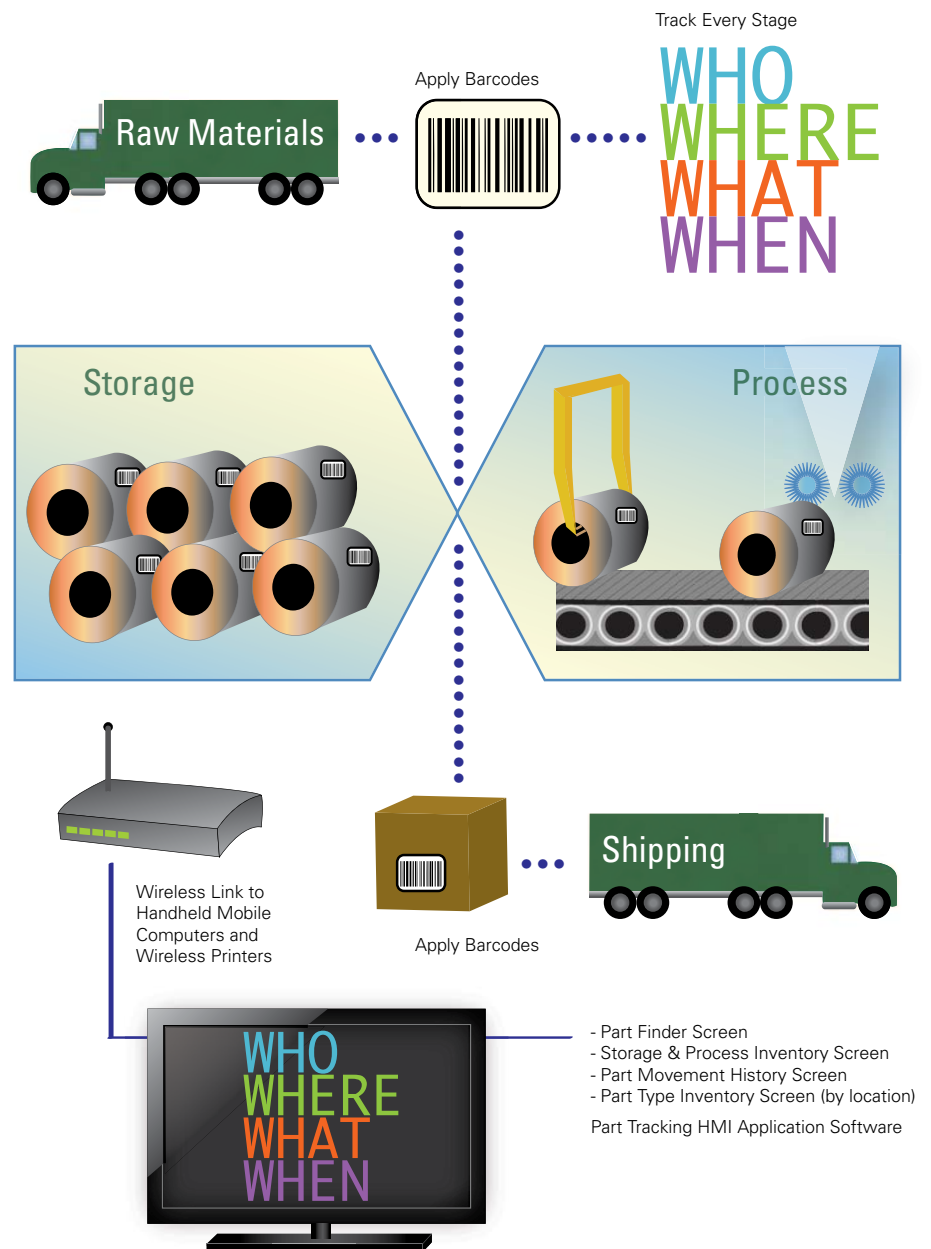 Track Every Stage
WHO
WHERE
WHAT
WHEN
Apply Barcodes
Raw Materials
Storage
Process
Shipping
Apply Barcodes
Wireless Link to
Handheld Mobile
Computers and
Wireless Printers
WHO
WHERE
WHAT
WHEN
- Part Finder Screen
- Storage & Process Inventory Screen
- Part Movement History Screen
- Part Type Inventory Screen (by location)
Part Tracking HMI Application Software